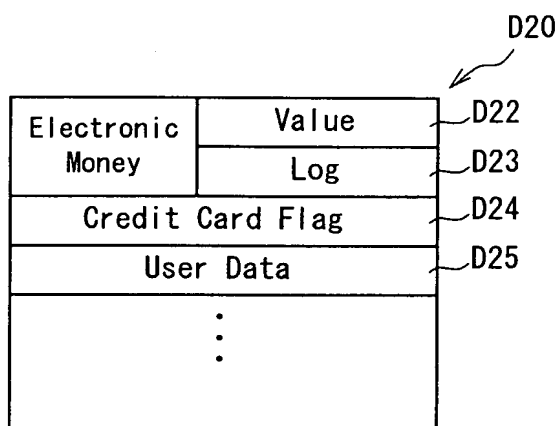 D20
Electronic
Money
Value
D22
Log
D23
Credit Card Flag
D24
User Data
D25